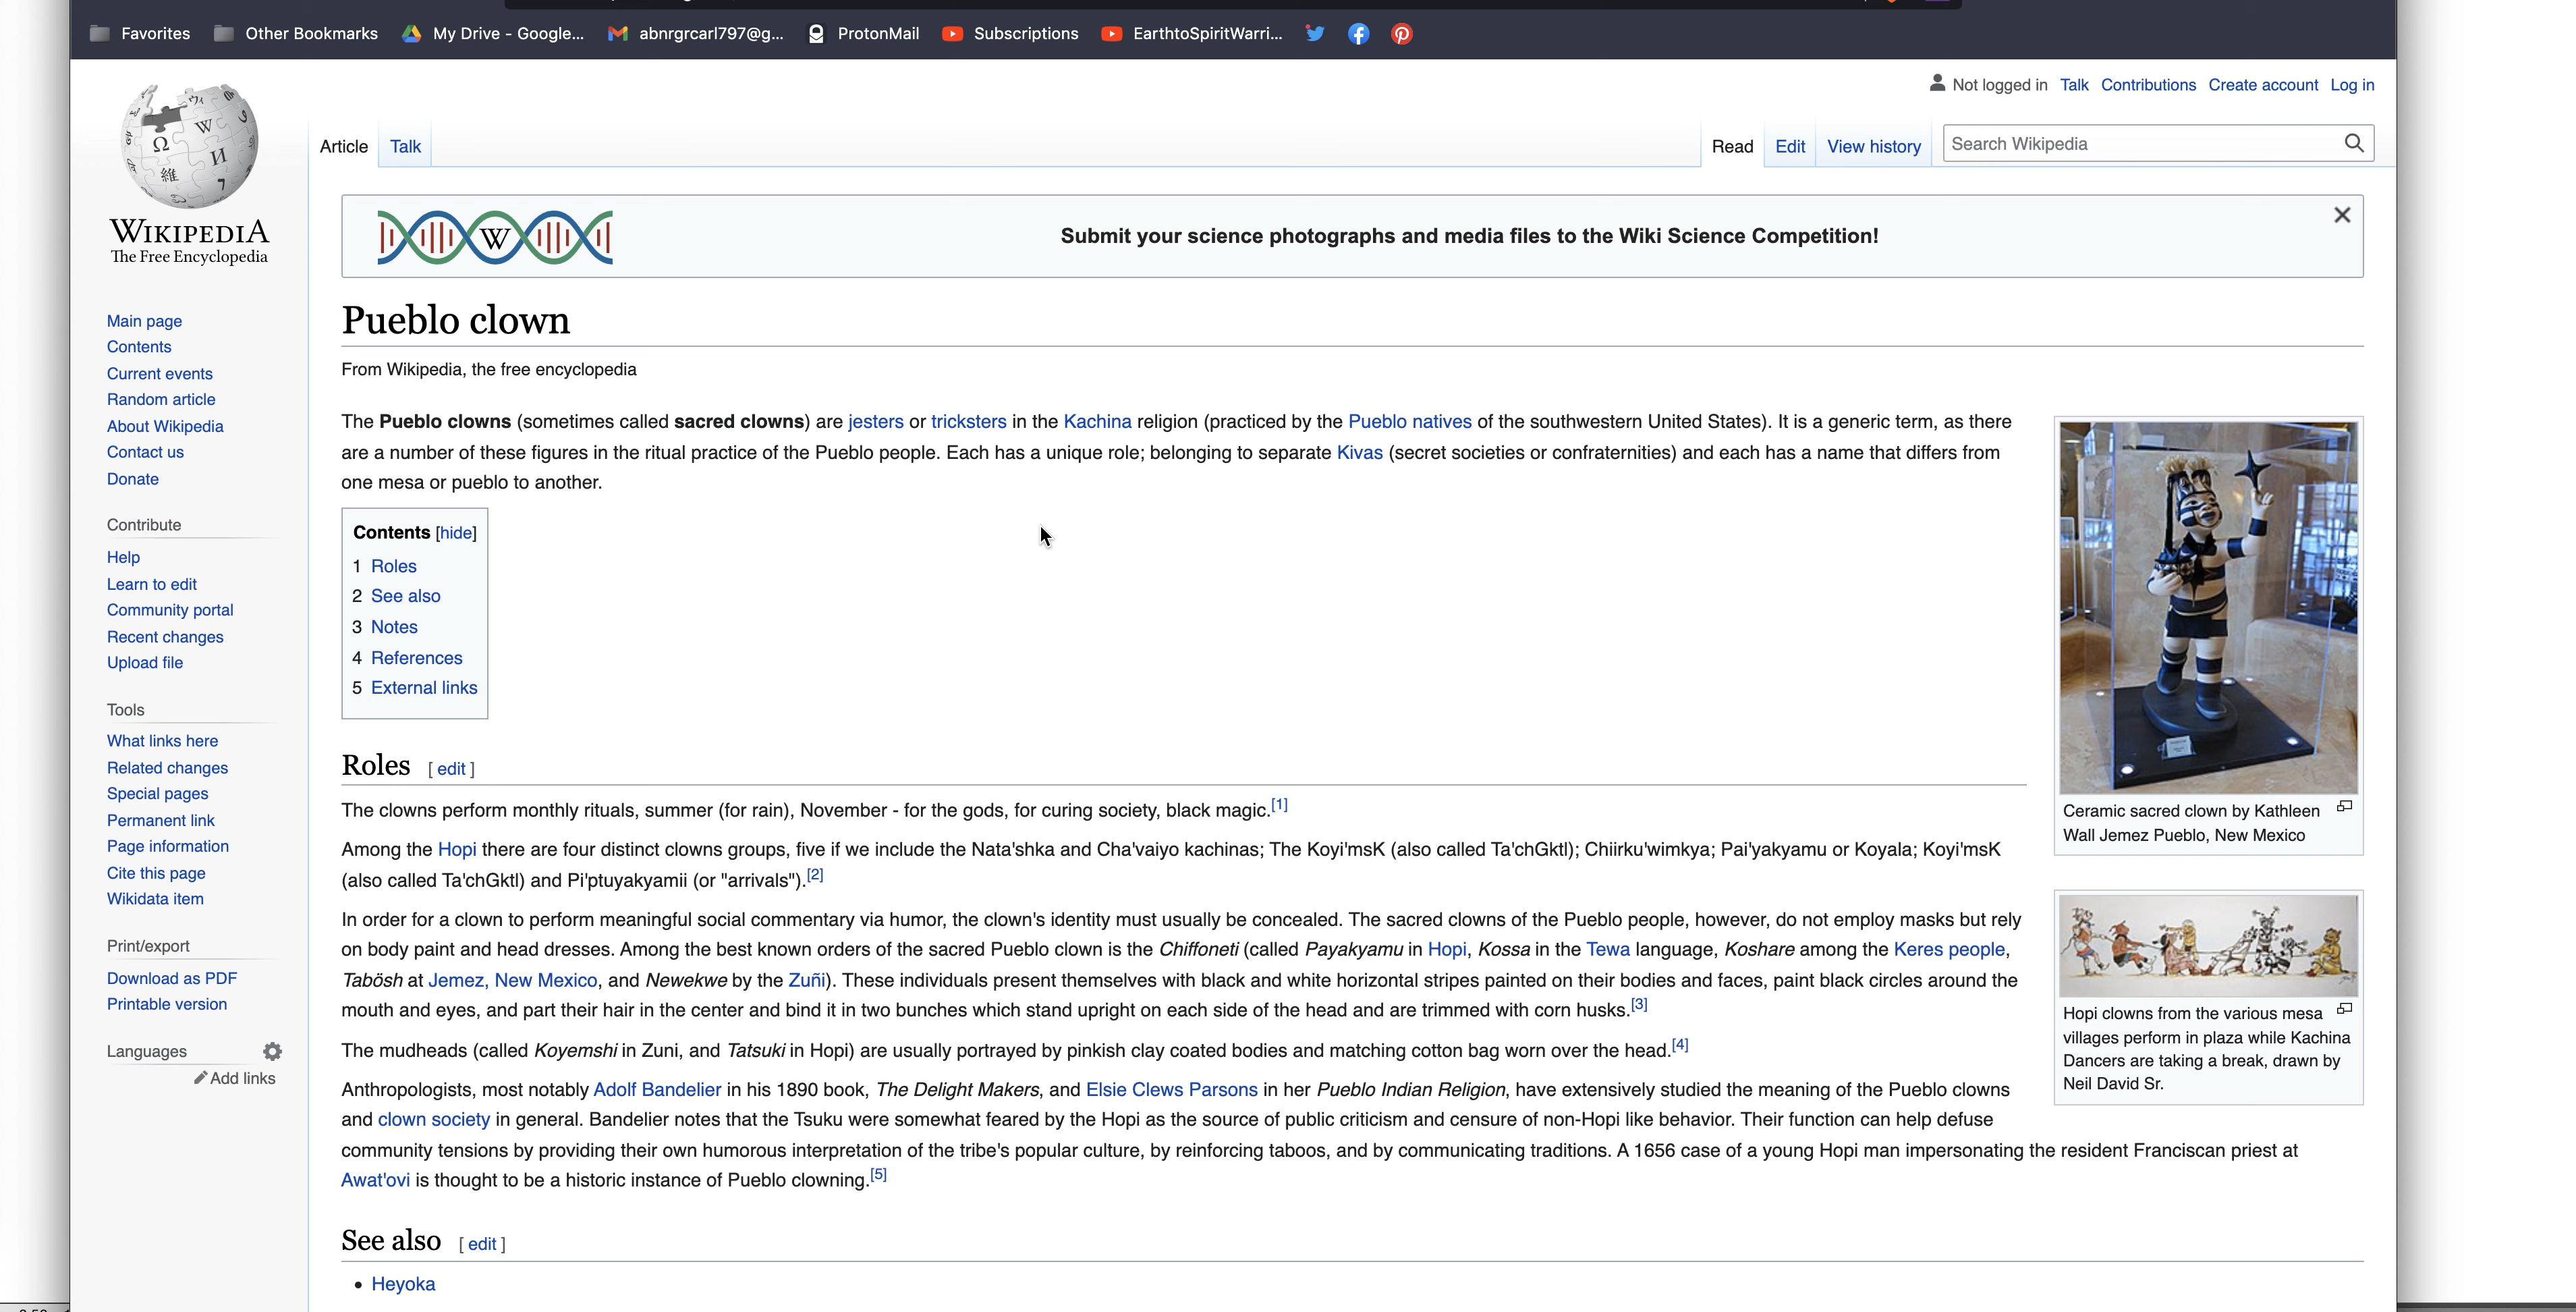 Favorites Other Bookmarks My Drive - Google... abnrgrcarl797@g... ProtonMail Subscriptions EarthtoSpiritWarri...
Not logged in Talk Contributions Create account Log in
WIKIPEDIA
The Free Encyclopedia
Article Talk Read Edit View history Search Wikipedia
W
Submit your science photographs and media files to the Wiki Science Competition!
Main page
Contents
Current events
Random article
About Wikipedia
Contact us
Donate
Contribute
Help
Learn to edit
Community portal
Recent changes
Upload file
Tools
What links here
Related changes
Special pages
Permanent link
Page information
Cite this page
Wikidata item
Print/export
Download as PDF
Printable version
Languages
Add links
Pueblo clown
From Wikipedia, the free encyclopedia
The Pueblo clowns (sometimes called sacred clowns) are jesters or tricksters in the Kachina religion (practiced by the Pueblo natives of the southwestern United States). It is a generic term, as there
are a number of these figures in the ritual practice of the Pueblo people. Each has a unique role; belonging to separate Kivas (secret societies or confraternities) and each has a name that differs from
one mesa or pueblo to another.
Contents [hide]
1 Roles
2 See also
3 Notes
4 References
5 External links
Roles [ edit ]
The clowns perform monthly rituals, summer (for rain), November - for the gods, for curing society, black magic.[1]
Among the Hopi there are four distinct clowns groups, five if we include the Nata'shka and Cha'vaiyo kachinas; The Koyi'msK (also called Ta'chGktl); Chiirku'wimkya; Pai'yakyamu or Koyala; Koyi'msK
(also called Ta'chGktl) and Pi'ptuyakyamii (or "arrivals").[2]
In order for a clown to perform meaningful social commentary via humor, the clown's identity must usually be concealed. The sacred clowns of the Pueblo people, however, do not employ masks but rely
on body paint and head dresses. Among the best known orders of the sacred Pueblo clown is the Chiffoneti (called Payakyamu in Hopi, Kossa in the Tewa language, Koshare among the Keres people,
Tabösh at Jemez, New Mexico, and Newekwe by the Zuñi). These individuals present themselves with black and white horizontal stripes painted on their bodies and faces, paint black circles around the
mouth and eyes, and part their hair in the center and bind it in two bunches which stand upright on each side of the head and are trimmed with corn husks.[3]
The mudheads (called Koyemshi in Zuni, and Tatsuki in Hopi) are usually portrayed by pinkish clay coated bodies and matching cotton bag worn over the head.[4]
Anthropologists, most notably Adolf Bandelier in his 1890 book, The Delight Makers, and Elsie Clews Parsons in her Pueblo Indian Religion, have extensively studied the meaning of the Pueblo clowns
and clown society in general. Bandelier notes that the Tsuku were somewhat feared by the Hopi as the source of public criticism and censure of non-Hopi like behavior. Their function can help defuse
community tensions by providing their own humorous interpretation of the tribe's popular culture, by reinforcing taboos, and by communicating traditions. A 1656 case of a young Hopi man impersonating the resident Franciscan priest at
Awat'ovi is thought to be a historic instance of Pueblo clowning.[5]
See also [ edit ]
• Heyoka
Ceramic sacred clown by Kathleen
Wall Jemez Pueblo, New Mexico
Hopi clowns from the various mesa
villages perform in plaza while Kachina
Dancers are taking a break, drawn by
Neil David Sr.